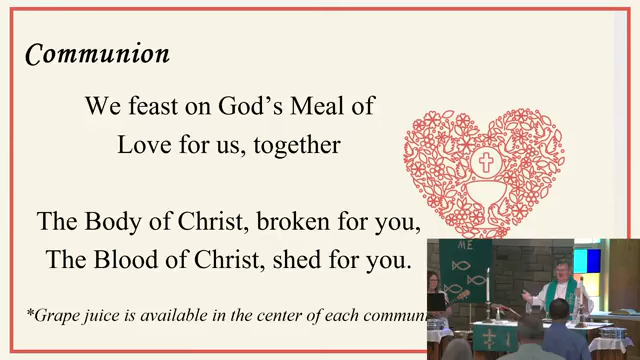 Communion
We feast on God's Meal of
Love for us, together
The Body of Christ, broken for you,
The Blood of Christ, shed for you.
*Grape juice is available in the center of each
ME